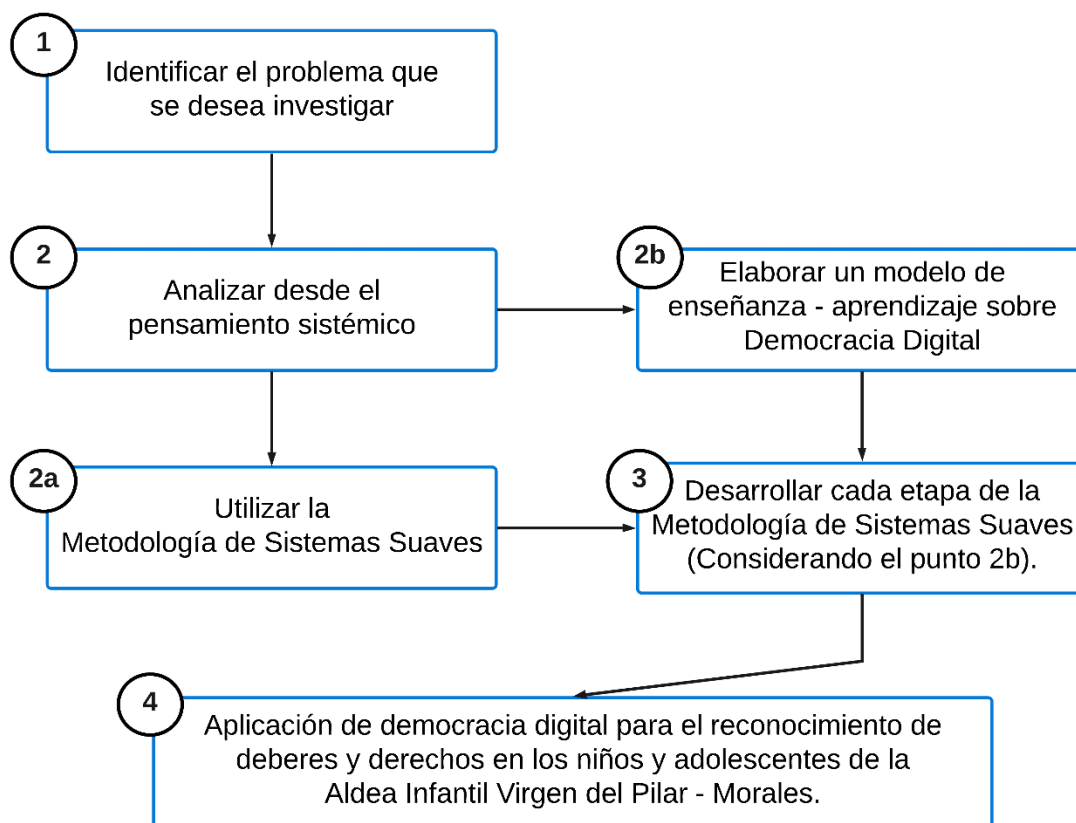 1
Identificar el problema que
se desea investigar
2
Analizar desde el
pensamiento sistémico
2b
Elaborar un modelo de
enseñanza - aprendizaje sobre
Democracia Digital
2a
Utilizar la
Metodología de Sistemas Suaves
3
Desarrollar cada etapa de la
Metodología de Sistemas Suaves
(Considerando el punto 2b).
4
Aplicación de democracia digital para el reconocimiento de
deberes y derechos en los niños y adolescentes de la
Aldea Infantil Virgen del Pilar - Morales.